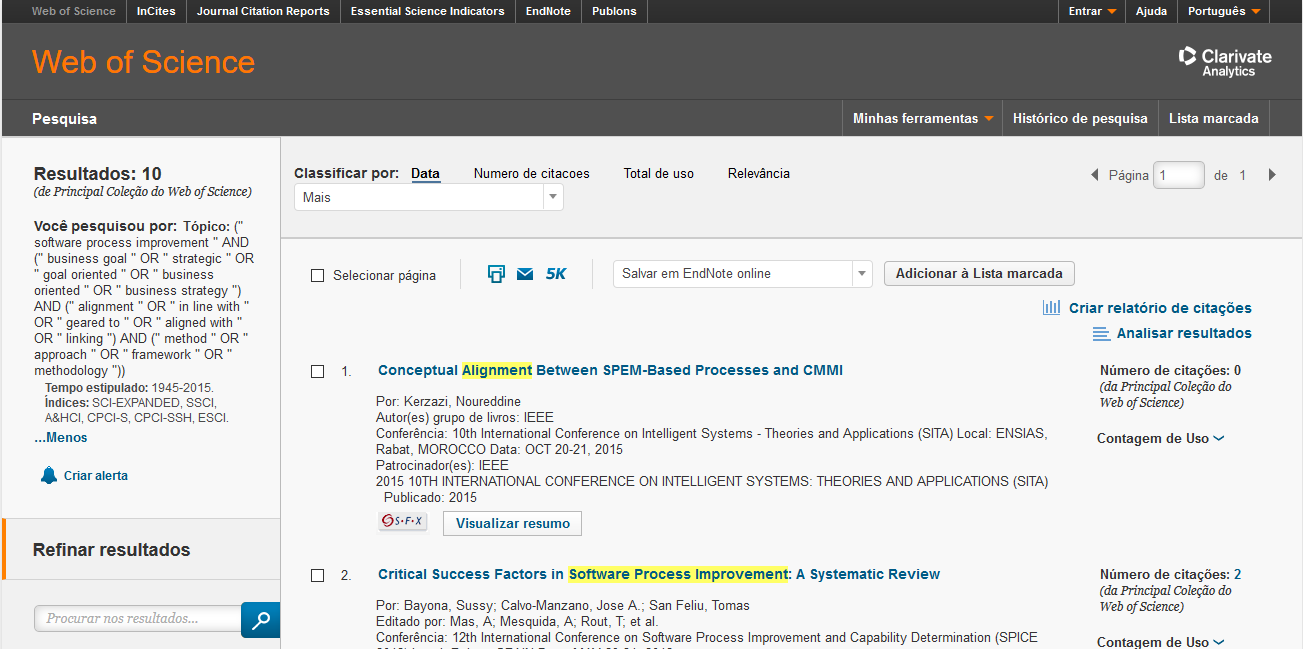 Web of Science InCites Journal Citation Reports Essential Science Indicators EndNote Publons Entrar Ajuda Português
Web of Science
Clarivate
Analytics
Pesquisa Minhas ferramentas Histórico de pesquisa Lista marcada
Resultados: 10
(de Principal Coleção do Web of Science)
Você pesquisou por: Tópico: ("
software process improvement " AND
(" business goal " OR " strategic " OR
" goal oriented " OR " business
oriented " OR " business strategy ")
AND (" alignment " OR " in line with "
OR " geared to " OR " aligned with "
OR " linking ") AND (" method " OR "
approach " OR " framework " OR "
methodology "))
Tempo estipulado: 1945-2015.
Índices: SCI-EXPANDED, SSCI,
A&HCI, CPCI-S, CPCI-SSH, ESCI.
...Menos
Criar alerta
Refinar resultados
Procurar nos resultados...
Classificar por: Data Numero de citacoes Total de uso Relevância
Mais
Página 1 de 1
Selecionar página 5K Salvar em EndNote online Adicionar à Lista marcada
Criar relatório de citações
Analisar resultados
1. Conceptual Alignment Between SPEM-Based Processes and CMMI
Por: Kerzazi, Noureddine
Autor(es) grupo de livros: IEEE
Conferência: 10th International Conference on Intelligent Systems - Theories and Applications (SITA) Local: ENSIAS,
Rabat, MOROCCO Data: OCT 20-21, 2015
Patrocinador(es): IEEE
2015 10TH INTERNATIONAL CONFERENCE ON INTELLIGENT SYSTEMS: THEORIES AND APPLICATIONS (SITA)
Publicado: 2015
S·F·X Visualizar resumo
Número de citações: 0
(da Principal Coleção do
Web of Science)
Contagem de Uso
2. Critical Success Factors in Software Process Improvement: A Systematic Review
Por: Bayona, Sussy; Calvo-Manzano, Jose A.; San Feliu, Tomas
Editado por: Mas, A; Mesquida, A; Rout, T; et al.
Conferência: 12th International Conference on Software Process Improvement and Capability Determination (SPICE
Número de citações: 2
(da Principal Coleção do
Web of Science)
Contagem de Uso